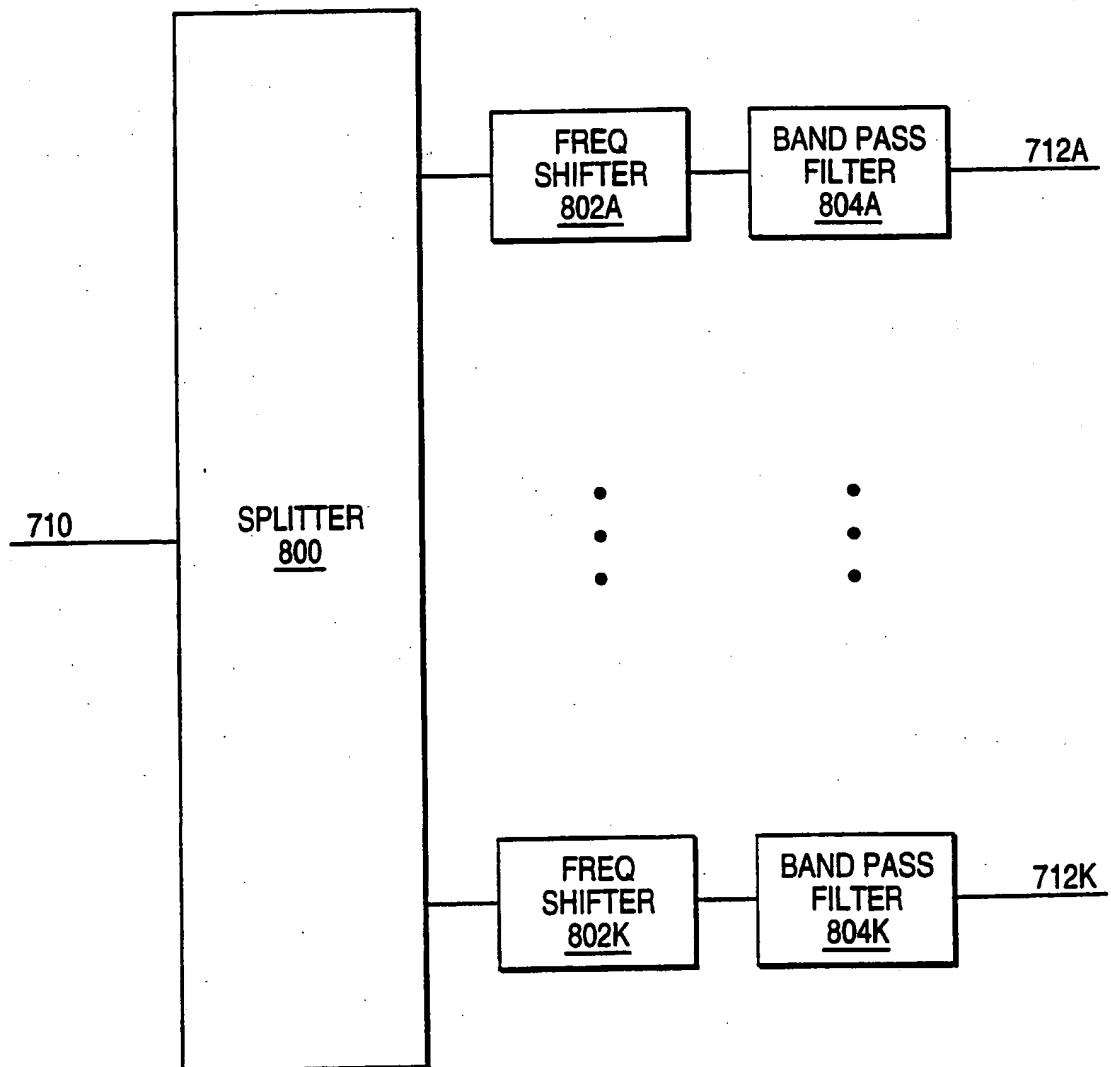 FREQ
SHIFTER
802A
BAND PASS
FILTER
804A
712A
710
SPLITTER
800
FREQ
SHIFTER
802K
BAND PASS
FILTER
804K
712K